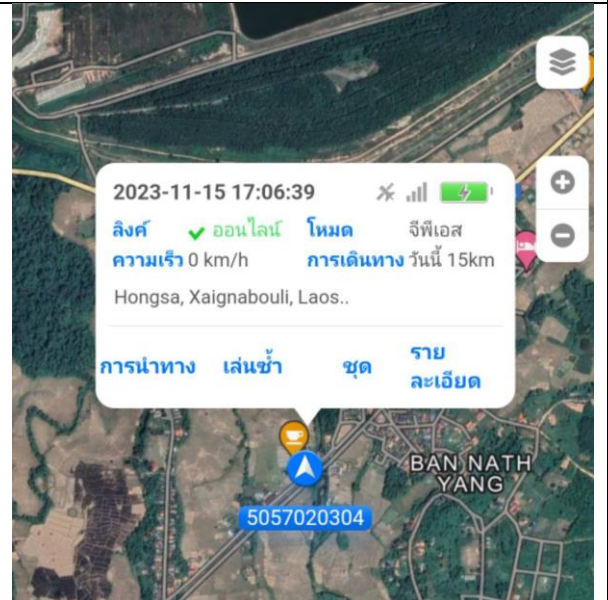 2023-11-15 17:06:39
ลิงค์ ออนไลน์ โหมด จีพีเอส
ความเร็ว 0 km/h การเดินทาง วันนี้ 15km
Hongsa, Xaignabouli, Laos..
การนำทาง เล่นซ้ำ ชุด ราย
ละเอียด
BAN NATH
YANG
5057020304